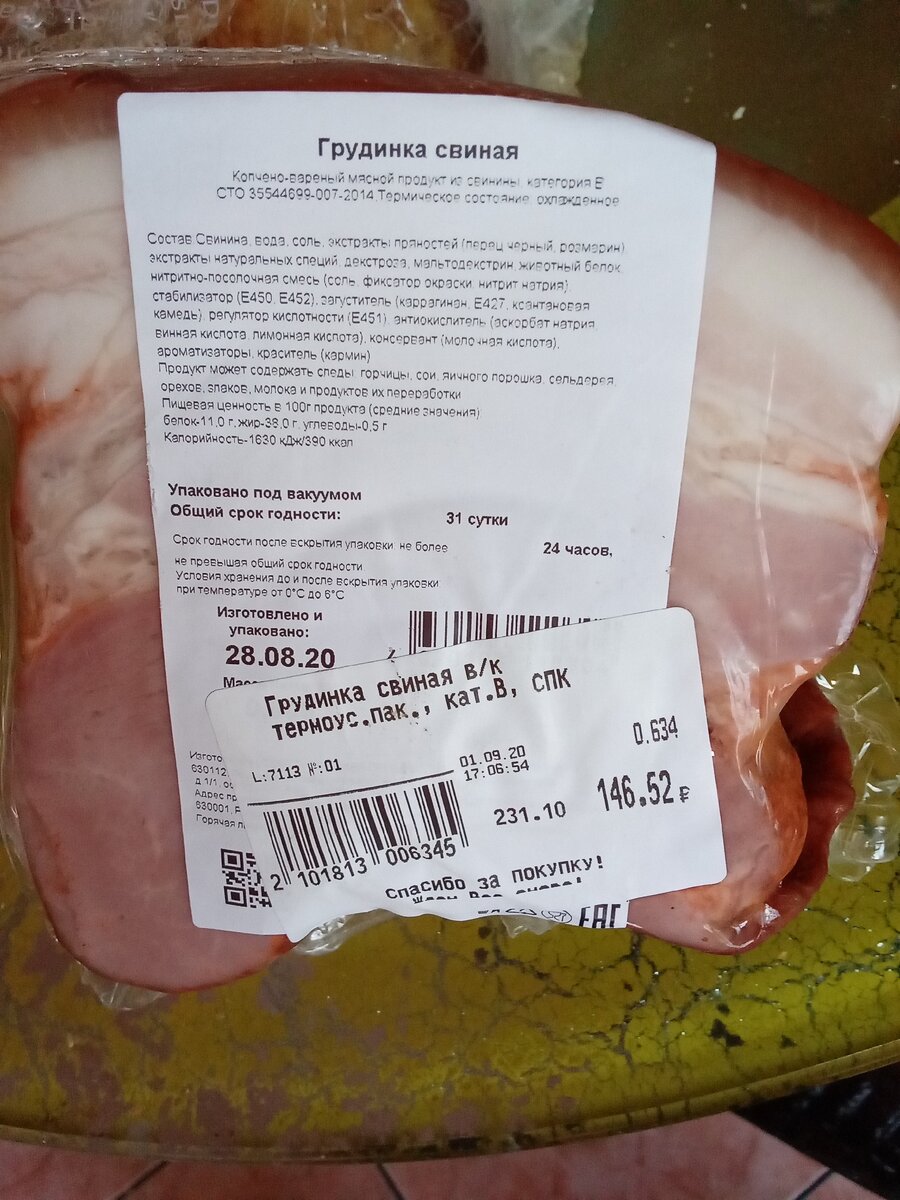 Грудинка свиная
Копчено-вареный мясной продукт из свинины категория В
СТО 35544699-007-2014.Термическое состояние: охлажденное
Состав:Свинина, вода, соль, экстракты пряностей (перец черный, розмарин),
экстракты натуральных специй, декстроза, мальтодекстрин, животный белок,
нитритно-посолочная смесь (соль, фиксатор окраски: нитрит натрия),
стабилизатор (Е450, Е452), загуститель (каррагинан, Е427, ксантановая
камедь), регулятор кислотности (Е451), антиокислитель (аскорбат натрия,
винная кислота, лимонная кислота), консервант (молочная кислота),
ароматизаторы, краситель (кармин)
Продукт может содержать следы: горчицы, сои, яичного порошка, сельдерея,
орехов, злаков, молока и продуктов их переработки
Пищевая ценность в 100г продукта (средние значения)
белок-11,0 г,жир-38,0 г, углеводы-0,5 г
Калорийность-1630 кДж/390 ккал
Упаковано под вакуумом
Общий срок годности: 31 сутки
Срок годности после вскрытия упаковки: не более 24 часов,
не превышая общий срок годности
Условия хранения до и после вскрытия упаковки:
при температуре от 0°С до 6°С
Изготовлено и
упаковано:
28.08.20
Грудинка свиная в/к
термоус.пак., кат.В, СПК
0.634
L:7113 №:01
01.09.20
17:06:54
231.10
146.52 ₽
2 101813 006345
Спасибо за покупку!
630112
д.1/1, о
Адрес пр
630001, Р
Горячая л
ЕАС